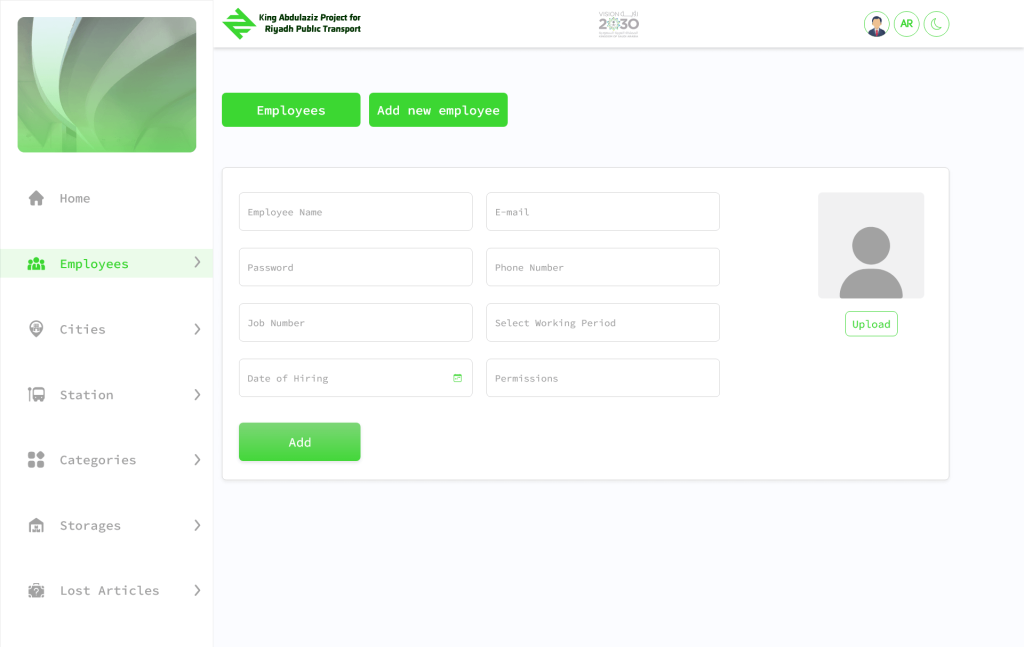 King Abdulaziz Project for
Riyadh Public Transport
VISION رؤيـــة
2030
AR
Employees
Add new employee
Home
Employees
Cities
Station
Categories
Storages
Lost Articles
Employee Name
E-mail
Password
Phone Number
Job Number
Select Working Period
Date of Hiring
Permissions
Upload
Add